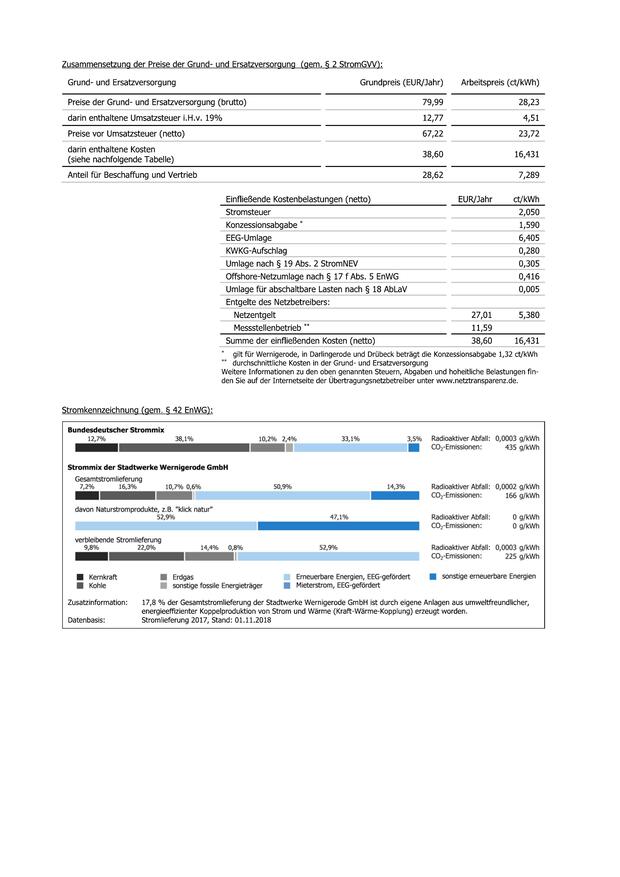 Zusammensetzung der Preise der Grund- und Ersatzversorgung (gem. § 2 StromGVV):
Grund- und Ersatzversorgung Grundpreis (EUR/Jahr) Arbeitspreis (ct/kWh)
Preise der Grund- und Ersatzversorgung (brutto) 79,99 28,23
darin enthaltene Umsatzsteuer i.H.v. 19% 12,77 4,51
Preise vor Umsatzsteuer (netto) 67,22 23,72
darin enthaltene Kosten
(siehe nachfolgende Tabelle) 38,60 16,431
Anteil für Beschaffung und Vertrieb 28,62 7,289
Einfließende Kostenbelastungen (netto) EUR/Jahr ct/kWh
Stromsteuer 2,050
Konzessionsabgabe * 1,590
EEG-Umlage 6,405
KWKG-Aufschlag 0,280
Umlage nach § 19 Abs. 2 StromNEV 0,305
Offshore-Netzumlage nach § 17 f Abs. 5 EnWG 0,416
Umlage für abschaltbare Lasten nach § 18 AbLaV 0,005
Entgelte des Netzbetreibers:
Netzentgelt 27,01 5,380
Messstellenbetrieb ** 11,59
Summe der einfließenden Kosten (netto) 38,60 16,431
* gilt für Wernigerode, in Darlingerode und Drübeck beträgt die Konzessionsabgabe 1,32 ct/kWh
** durchschnittliche Kosten in der Grund- und Ersatzversorgung
Weitere Informationen zu den oben genannten Steuern, Abgaben und hoheitliche Belastungen fin-
den Sie auf der Internetseite der Übertragungsnetzbetreiber unter www.netztransparenz.de.
Stromkennzeichnung (gem. § 42 EnWG):
Bundesdeutscher Strommix
12,7% 38,1% 10,2% 2,4% 33,1% 3,5% Radioaktiver Abfall: 0,0003 g/kWh
CO₂-Emissionen: 435 g/kWh
Strommix der Stadtwerke Wernigerode GmbH
Gesamtstromlieferung
7,2% 16,3% 10,7% 0,6% 50,9% 14,3% Radioaktiver Abfall: 0,0002 g/kWh
CO₂-Emissionen: 166 g/kWh
davon Naturstromprodukte, z.B. "klick natur"
52,9% 47,1% Radioaktiver Abfall: 0 g/kWh
CO₂-Emissionen: 0 g/kWh
verbleibende Stromlieferung
9,8% 22,0% 14,4% 0,8% 52,9% Radioaktiver Abfall: 0,0003 g/kWh
CO₂-Emissionen: 225 g/kWh
Kernkraft Erdgas Erneuerbare Energien, EEG-gefördert sonstige erneuerbare Energien
Kohle sonstige fossile Energieträger Mieterstrom, EEG-gefördert
Zusatzinformation: 17,8 % der Gesamtstromlieferung der Stadtwerke Wernigerode GmbH ist durch eigene Anlagen aus umweltfreundlicher,
energieeffizienter Koppelproduktion von Strom und Wärme (Kraft-Wärme-Kopplung) erzeugt worden.
Datenbasis: Stromlieferung 2017, Stand: 01.11.2018